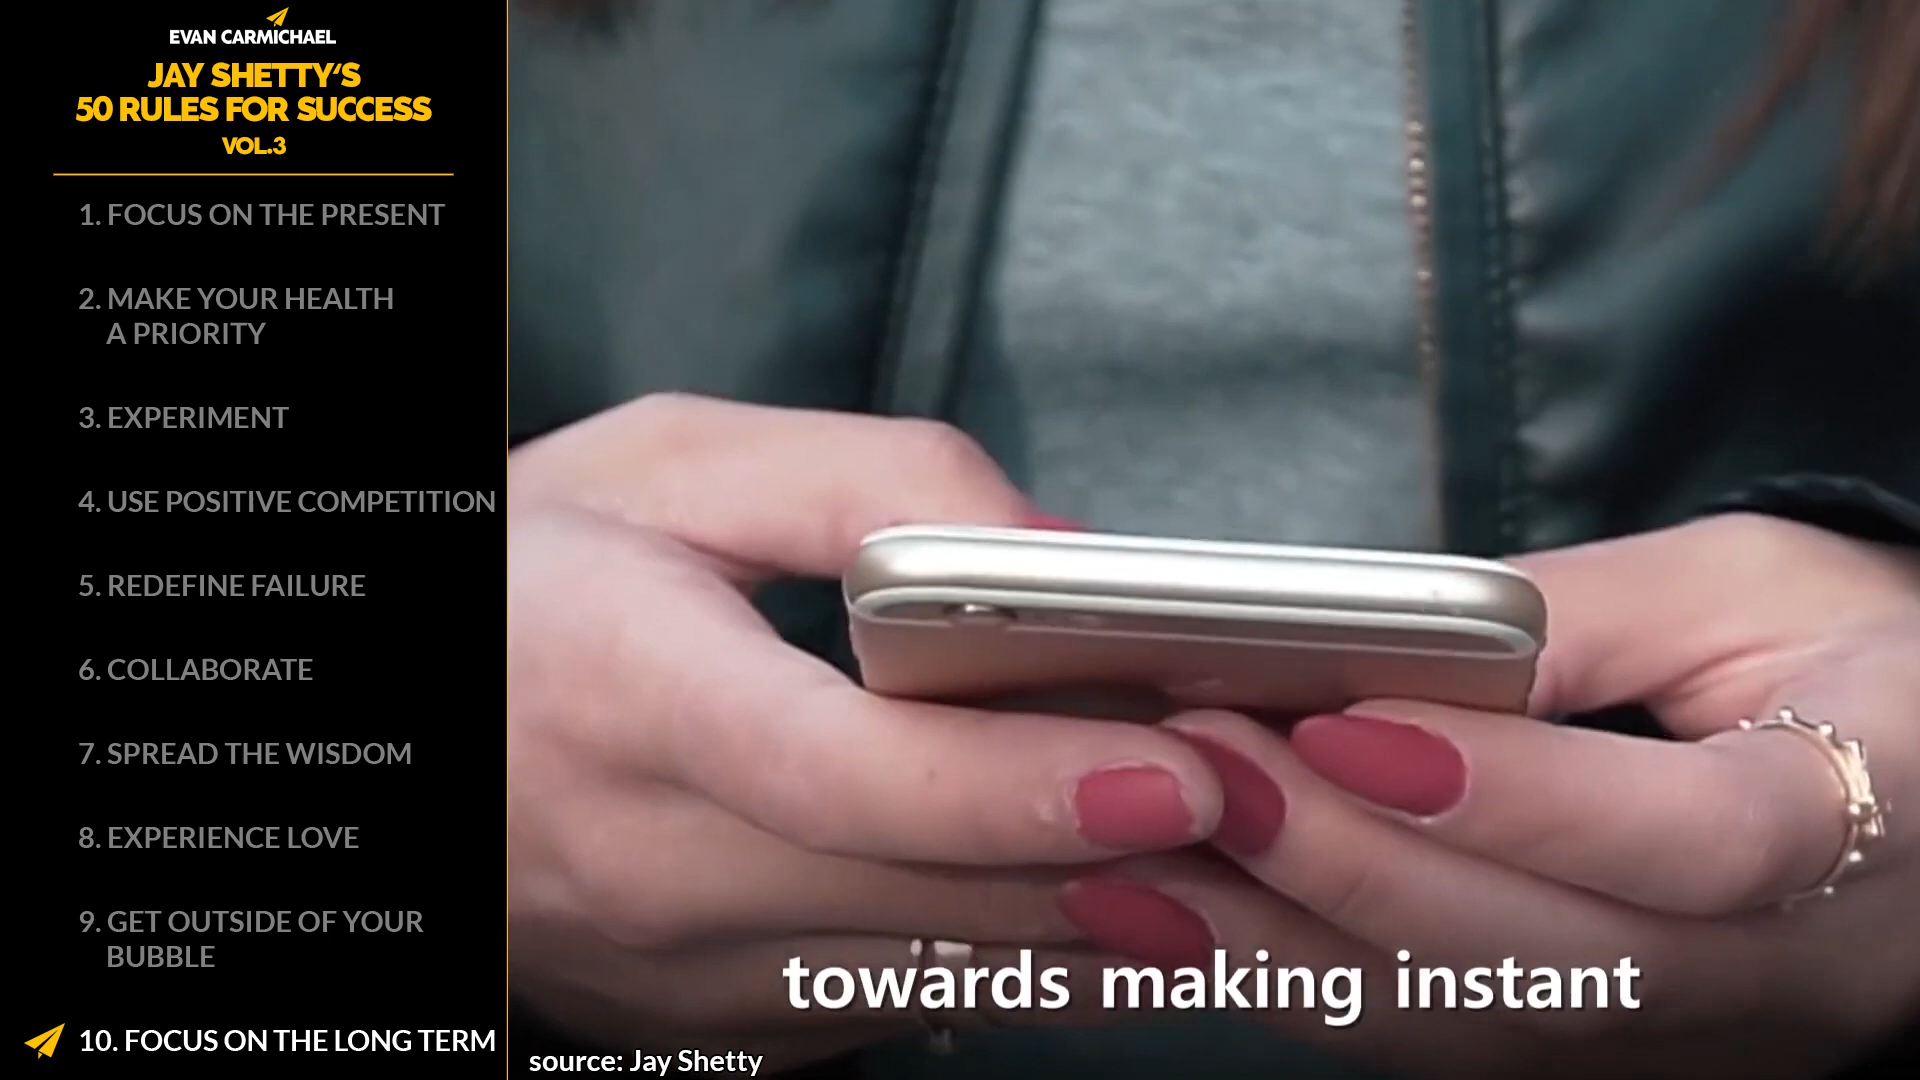 EVAN CARMICHAEL
JAY SHETTY'S
50 RULES FOR SUCCESS
VOL.3
1. FOCUS ON THE PRESENT
2. MAKE YOUR HEALTH
A PRIORITY
3. EXPERIMENT
4. USE POSITIVE COMPETITION
5. REDEFINE FAILURE
6. COLLABORATE
7. SPREAD THE WISDOM
8. EXPERIENCE LOVE
9. GET OUTSIDE OF YOUR
BUBBLE
10. FOCUS ON THE LONG TERM
towards making instant
source: Jay Shetty